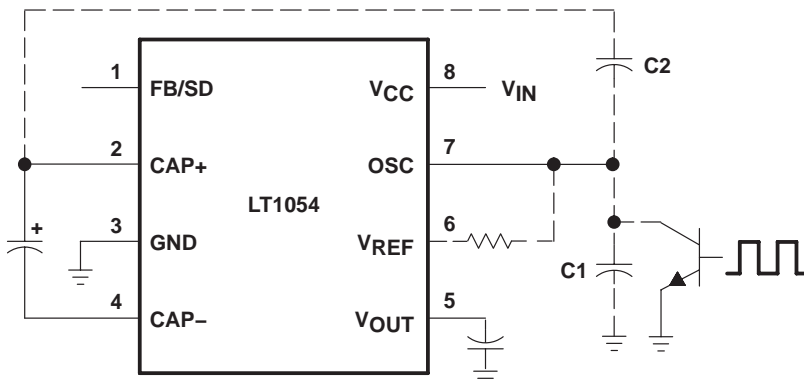 C2
1 FB/SD VCC 8 VIN
2 CAP+ OSC 7
LT1054
+ 3 GND VREF 6
C1
4 CAP− VOUT 5